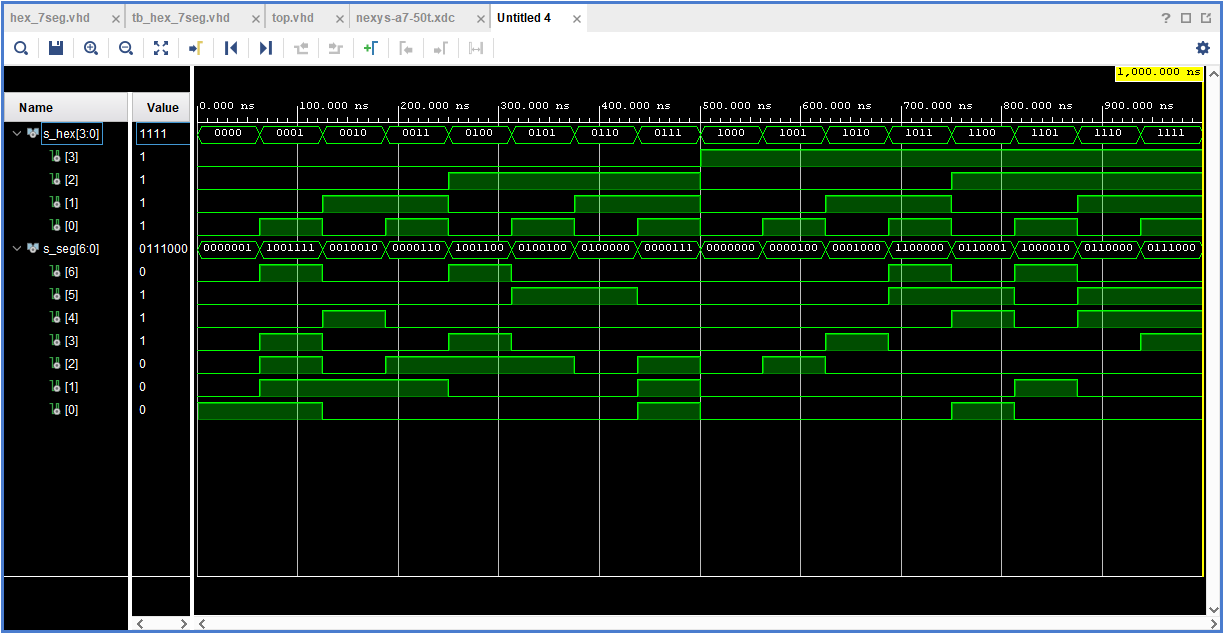 hex_7seg.vhd × tb_hex_7seg.vhd × top.vhd × nexys-a7-50t.xdc × Untitled 4 × ?
1,000.000 ns
Name Value 0.000 ns 100.000 ns 200.000 ns 300.000 ns 400.000 ns 500.000 ns 600.000 ns 700.000 ns 800.000 ns 900.000 ns
s_hex[3:0] 1111 0000 0001 0010 0011 0100 0101 0110 0111 1000 1001 1010 1011 1100 1101 1110 1111
[3] 1
[2] 1
[1] 1
[0] 1
s_seg[6:0] 0111000 0000001 1001111 0010010 0000110 1001100 0100100 0100000 0000111 0000000 0000100 0001000 1100000 0110001 1000010 0110000 0111000
[6] 0
[5] 1
[4] 1
[3] 1
[2] 0
[1] 0
[0] 0